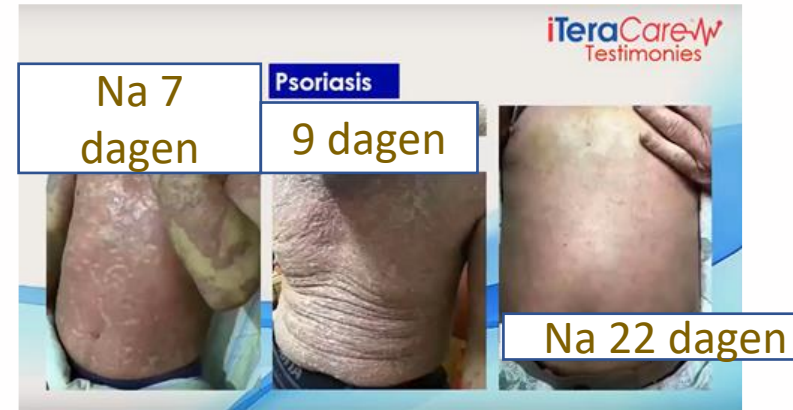 iTeraCare
Testimonies
Psoriasis
Na 7
dagen
9 dagen
Na 22 dagen